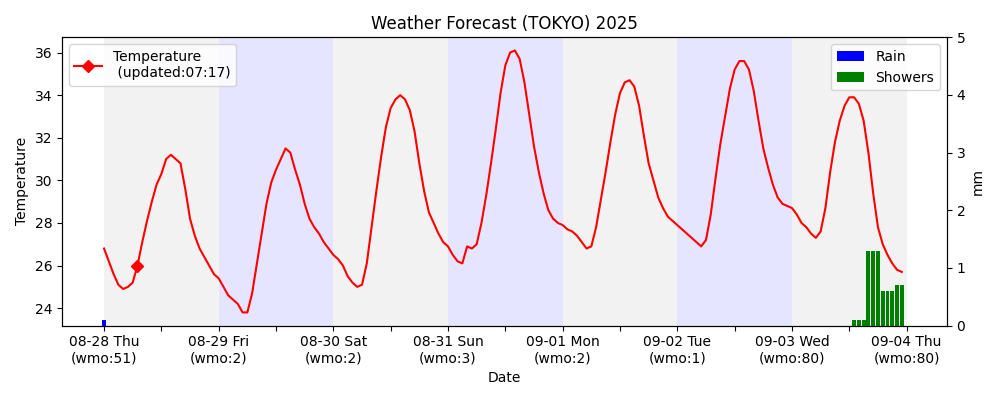 Weather Forecast (TOKYO) 2025
Temperature
(updated:07:17)
Rain
Showers
36
34
32
30
28
26
24
Temperature
5
4
3
2
1
0
mm
08-28 Thu
(wmo:51)
08-29 Fri
(wmo:2)
08-30 Sat
(wmo:2)
08-31 Sun
(wmo:3)
09-01 Mon
(wmo:2)
09-02 Tue
(wmo:1)
09-03 Wed
(wmo:80)
09-04 Thu
(wmo:80)
Date